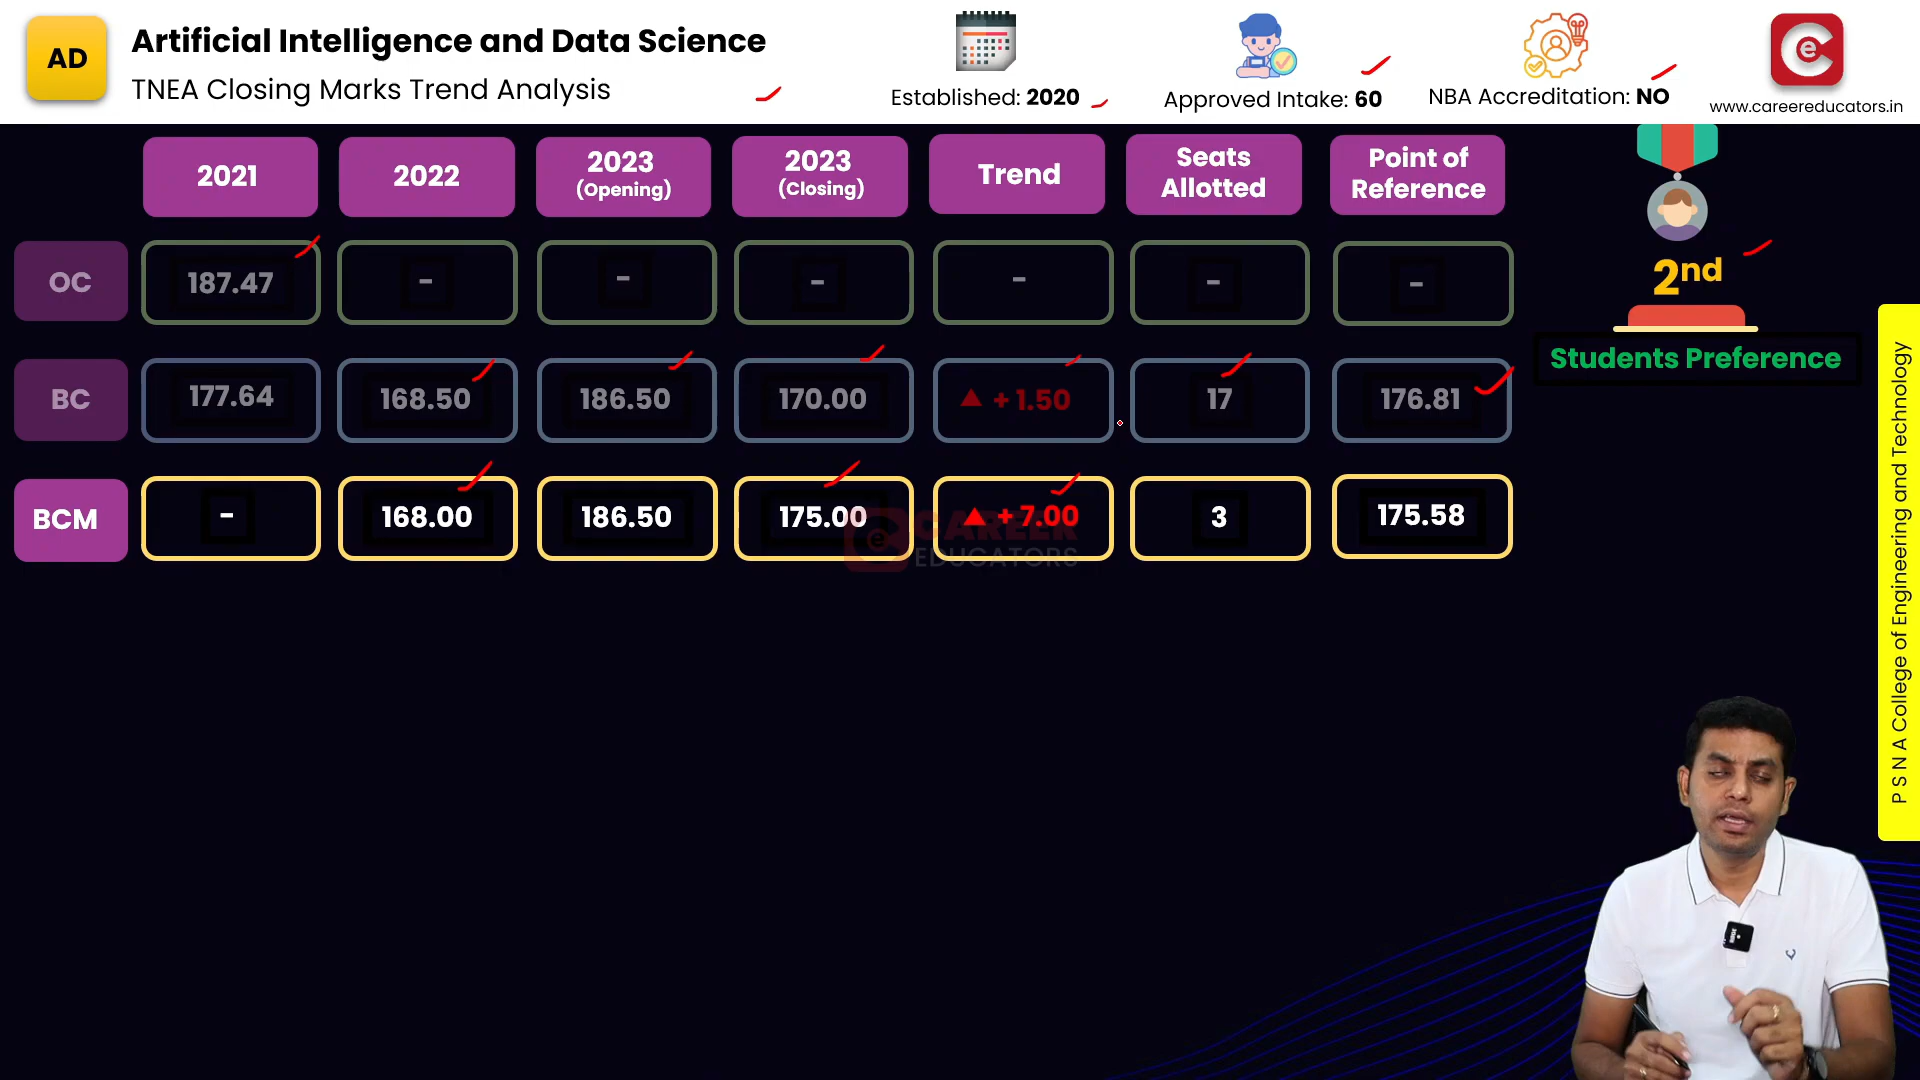 AD
Artificial Intelligence and Data Science
TNEA Closing Marks Trend Analysis
Established: 2020
Approved Intake: 60
NBA Accreditation: NO
e
www.careereducators.in
2021
2022
2023
(Opening)
2023
(Closing)
Trend
Seats
Allotted
Point of
Reference
OC
187.47
-
-
-
-
-
-
BC
177.64
168.50
186.50
170.00
▲ + 1.50
17
176.81
BCM
-
168.00
186.50
175.00
▲ + 7.00
3
175.58
2nd
Students Preference
CAREER
EDUCATORS
P S N A College of Engineering and Technology